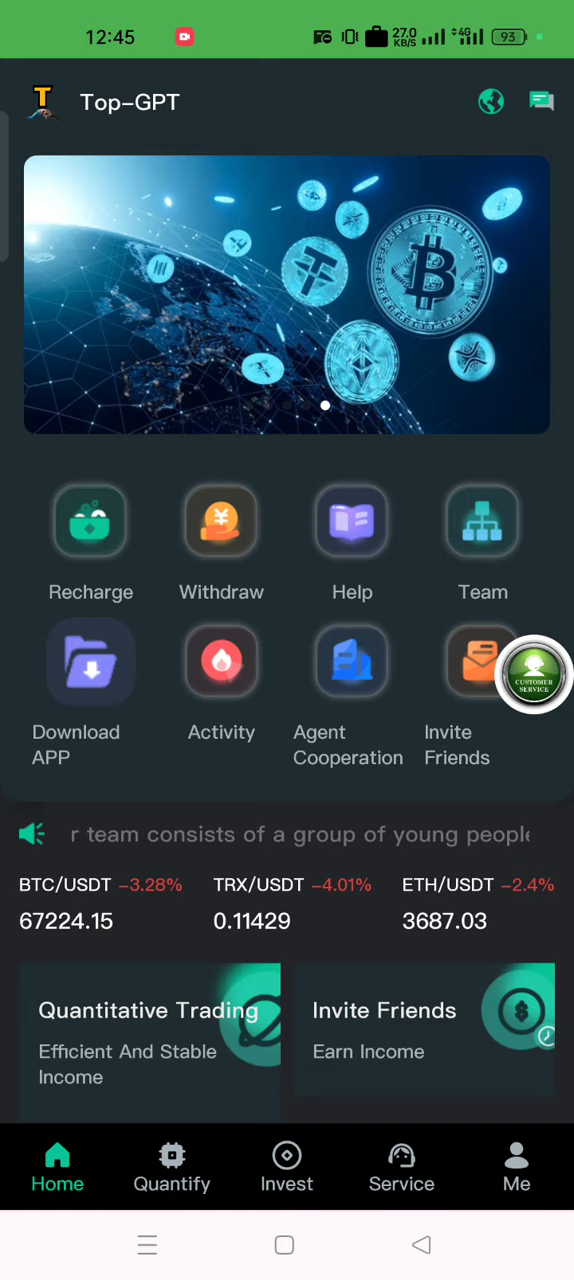 12:45
27.0
KB/S
4G
93
T
Top-GPT
Recharge
Withdraw
Help
Team
Download
APP
Activity
Agent
Cooperation
Invite
Friends
CUSTOMER
SERVICE
r team consists of a group of young people
BTC/USDT -3.28%
TRX/USDT -4.01%
ETH/USDT -2.4%
67224.15
0.11429
3687.03
Quantitative Trading
Efficient And Stable
Income
Invite Friends
Earn Income
Home
Quantify
Invest
Service
Me